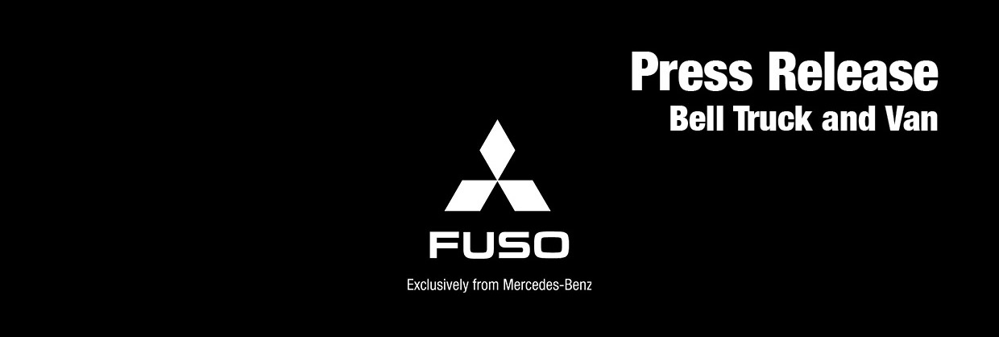 Press Release
Bell Truck and Van
FUSO
Exclusively from Mercedes-Benz